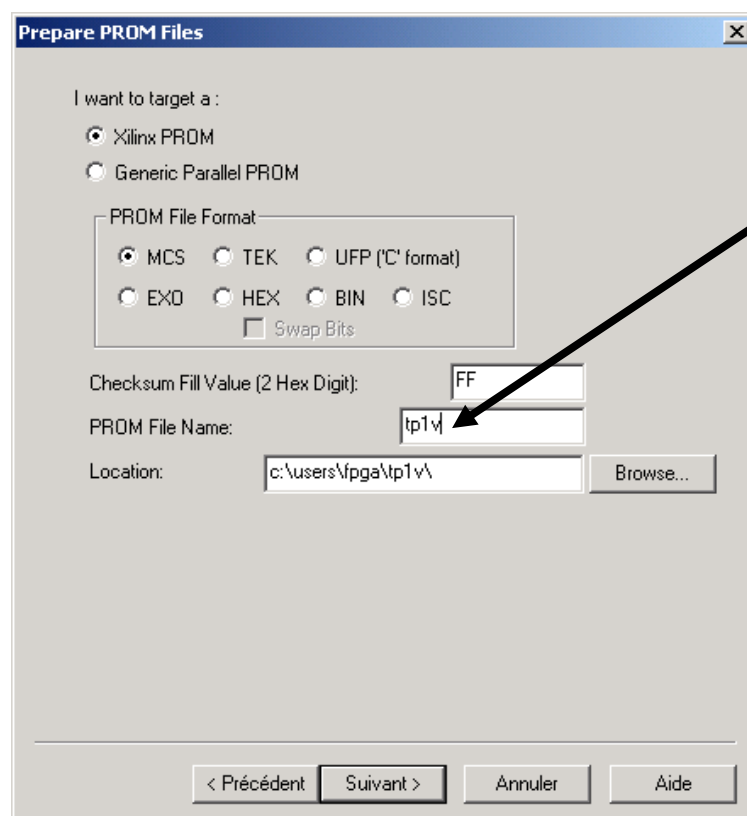 Prepare PROM Files
I want to target a :
Xilinx PROM
Generic Parallel PROM
PROM File Format
MCS TEK UFP ('C' format)
EXO HEX BIN ISC
Swap Bits
Checksum Fill Value (2 Hex Digit): FF
PROM File Name: tp1v
Location: c:\users\fpga\tp1v\ Browse...
< Précédent Suivant > Annuler Aide